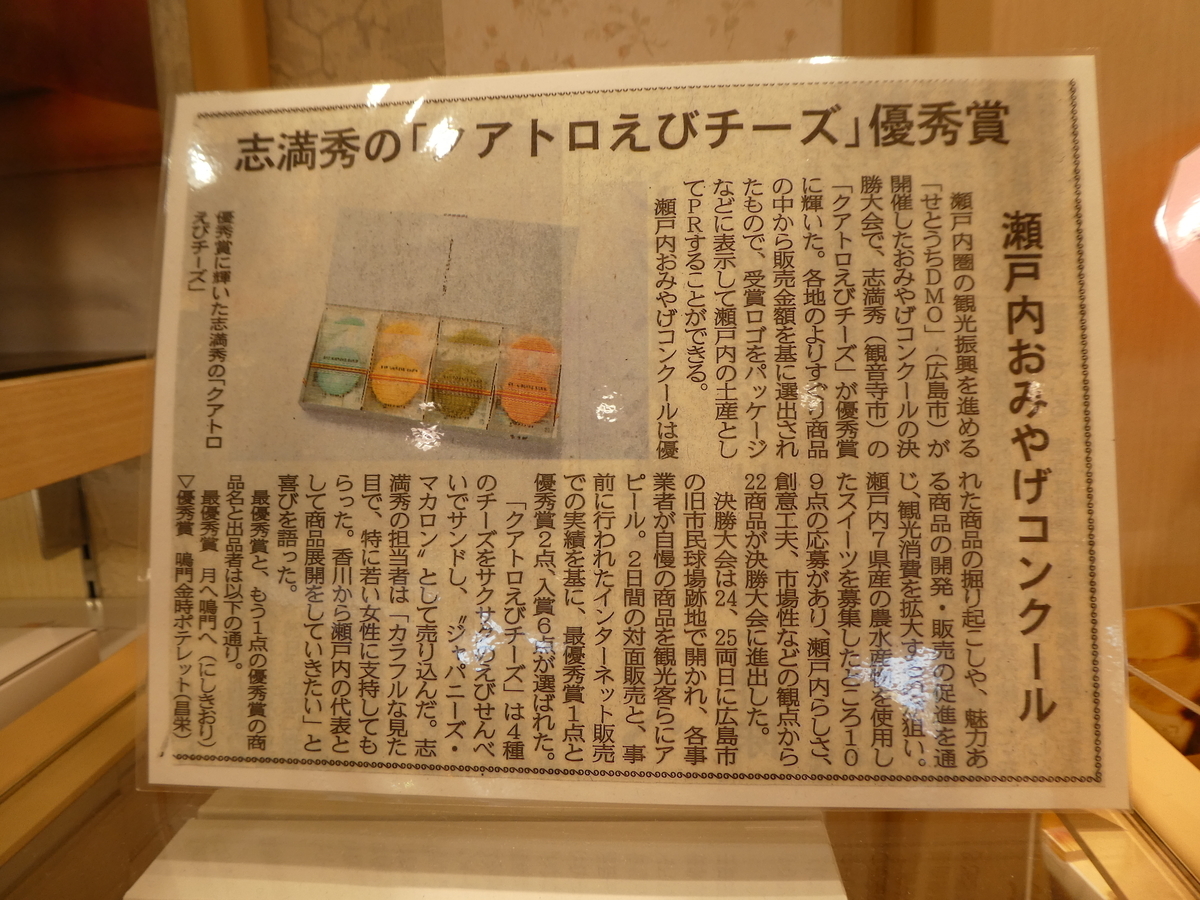 志満秀の「クアトロえびチーズ」優秀賞
瀬戸内おみやげコンクール
瀬戸内圏の観光振興を進める
「せとうちDMO」（広島市）が
開催したおみやげコンクールの決
勝大会で、志満秀（観音寺市）の
「クアトロえびチーズ」が優秀賞
に輝いた。各地のよりすぐり商品
の中から販売金額を基に選出され
たもので、受賞ロゴをパッケージ
などに表示して瀬戸内の土産とし
てPRすることができる。
瀬戸内おみやげコンクールは優
れた商品の掘り起こしや、魅力あ
る商品の開発・販売の促進を通
じ、観光消費を拡大す狙い。
瀬戸内7県産の農水産物を使用し
たスイーツを募集したところ10
9点の応募があり、瀬戸内らしさ、
創意工夫、市場性などの観点から
22商品が決勝大会に進出した。
決勝大会は24、25両日に広島市
の旧市民球場跡地で開かれ、各事
業者が自慢の商品を観光客らにア
ピール。2日間の対面販売と、事
前に行われたインターネット販売
での実績を基に、最優秀賞1点と
優秀賞2点、入賞6点が選ばれた。
「クアトロえびチーズ」は4種
のチーズをサクサクのえびせんべ
いでサンドし、〝ジャパニーズ・
マカロン〟として売り込んだ。志
満秀の担当者は「カラフルな見た
目で、特に若い女性に支持しても
らった。香川から瀬戸内の代表と
して商品展開をしていきたい」と
喜びを語った。
最優秀賞と、もう1点の優秀賞の商
品名と出品者は以下の通り。
最優秀賞　月へ鳴門へ（にしきおり）
▽優秀賞　鳴門金時ポテレット（昌栄）
優秀賞に輝いた志満秀の「クアトロ
えびチーズ」